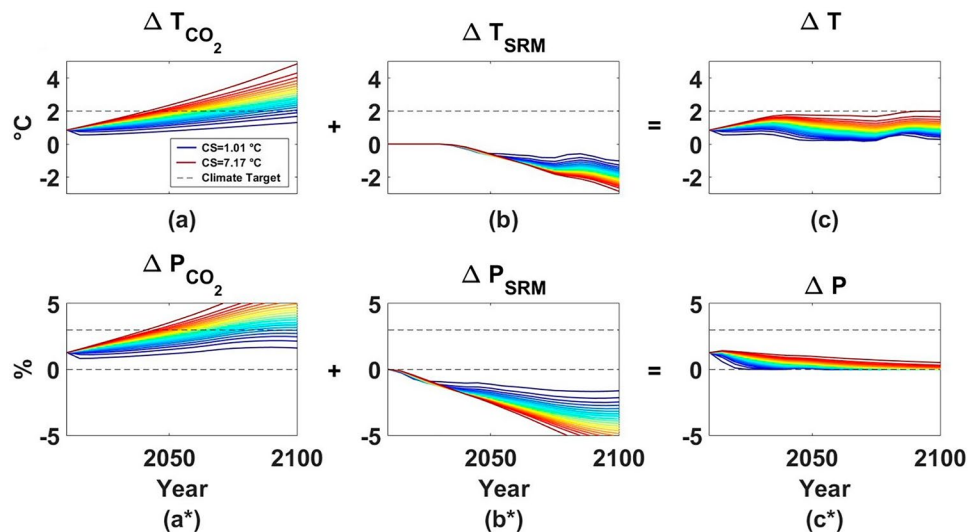 Δ T_CO₂
Δ T_SRM
Δ T
4
2
0
-2
°C
CS=1.01 ºC
CS=7.17 ºC
Climate Target
+
4
2
0
-2
=
4
2
0
-2
(a)
(b)
(c)
Δ P_CO₂
Δ P_SRM
Δ P
5
0
-5
%
+
5
0
-5
=
5
0
-5
2050 2100
2050 2100
2050 2100
Year
Year
Year
(a*)
(b*)
(c*)